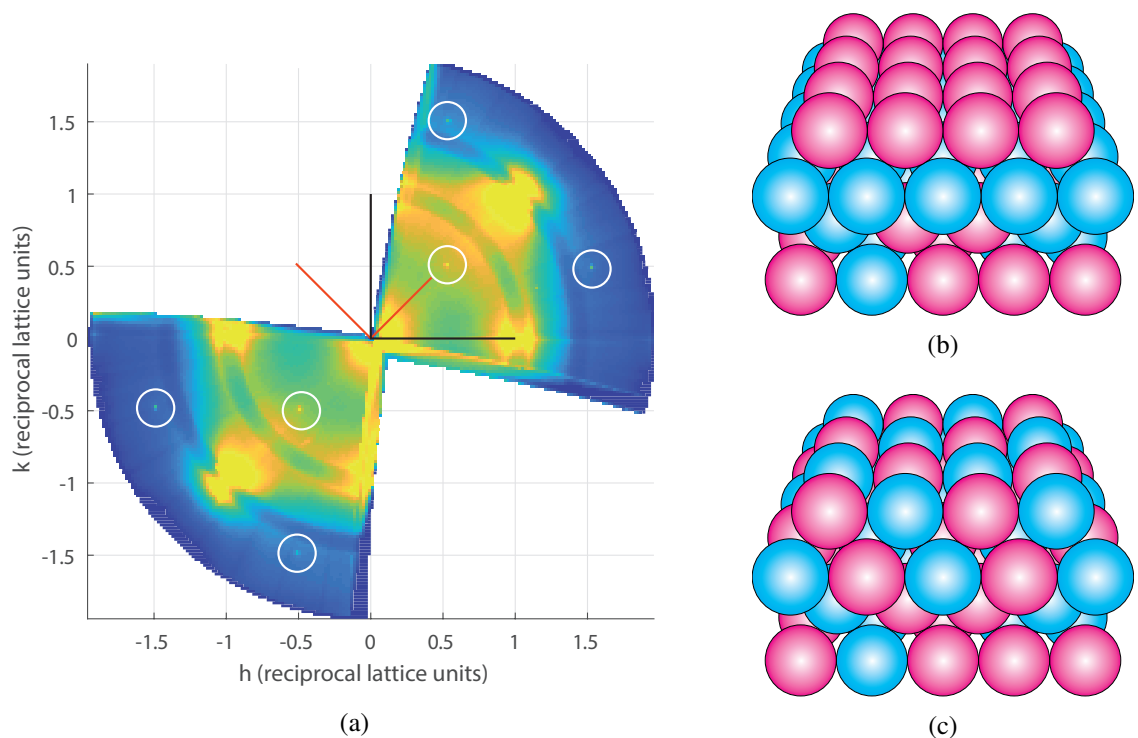 k (reciprocal lattice units)
1.5
1
0.5
0
-0.5
-1
-1.5
-1.5
-1
-0.5
0
0.5
1
1.5
h (reciprocal lattice units)
(a)
(b)
(c)